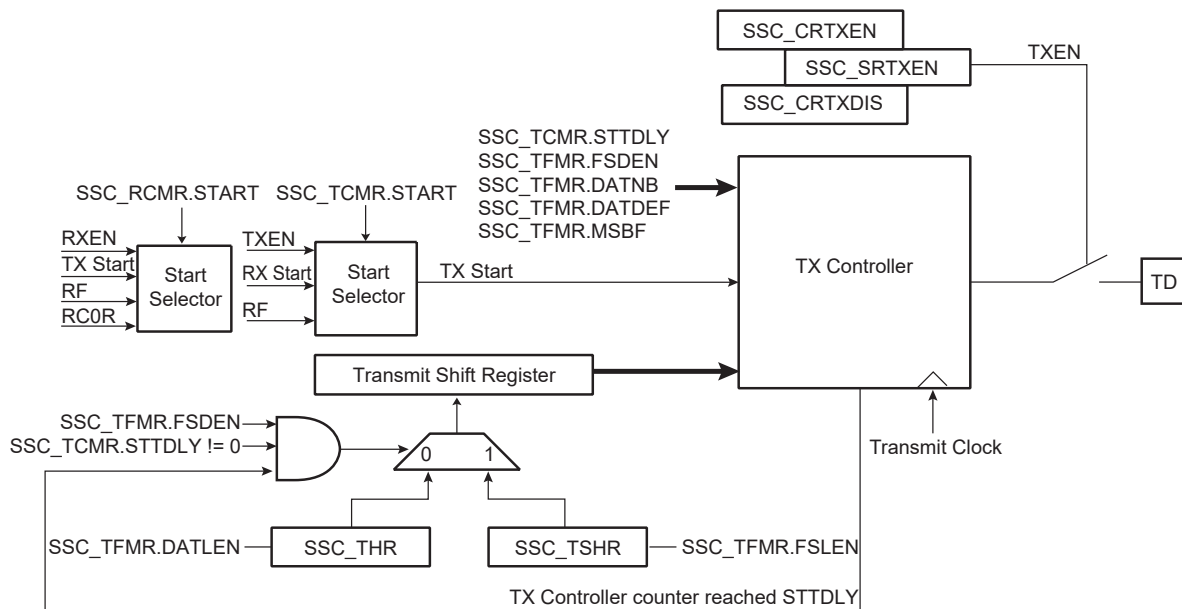 SSC_CRTXEN
SSC_SRTXEN
SSC_CRTXDIS
TXEN
SSC_TCMR.STTDLY
SSC_TFMR.FSDEN
SSC_TFMR.DATNB
SSC_TFMR.DATDEF
SSC_TFMR.MSBF
SSC_RCMR.START
SSC_TCMR.START
RXEN
TX Start
RF
RC0R
Start
Selector
TXEN
RX Start
RF
Start
Selector
TX Start
TX Controller
TD
Transmit Shift Register
SSC_TFMR.FSDEN
SSC_TCMR.STTDLY != 0
0
1
Transmit Clock
SSC_TFMR.DATLEN
SSC_THR
SSC_TSHR
SSC_TFMR.FSLEN
TX Controller counter reached STTDLY